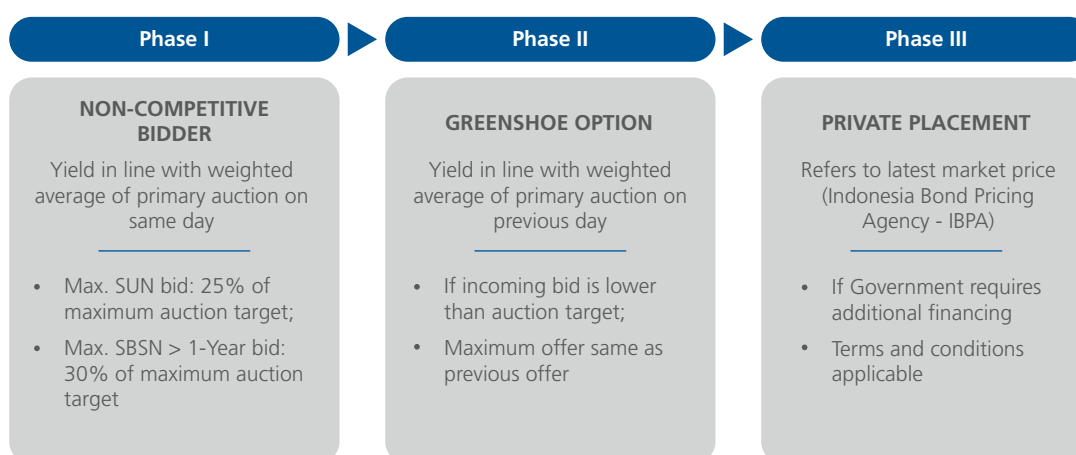 Phase I
Phase II
Phase III
NON-COMPETITIVE
BIDDER
Yield in line with weighted
average of primary auction on
same day
• Max. SUN bid: 25% of
maximum auction target;
• Max. SBSN > 1-Year bid:
30% of maximum auction
target
GREENSHOE OPTION
Yield in line with weighted
average of primary auction on
previous day
• If incoming bid is lower
than auction target;
• Maximum offer same as
previous offer
PRIVATE PLACEMENT
Refers to latest market price
(Indonesia Bond Pricing
Agency - IBPA)
• If Government requires
additional financing
• Terms and conditions
applicable